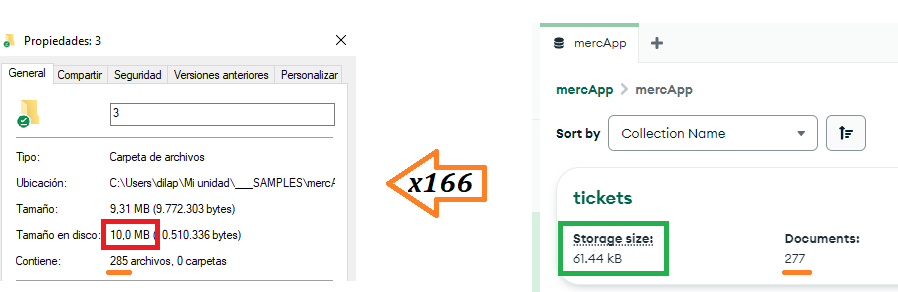 Propiedades: 3
General Compartir Seguridad Versiones anteriores Personalizar
3
Tipo: Carpeta de archivos
Ubicación: C:\Users\dilap\Mi unidad\___SAMPLES\mercA
Tamaño: 9,31 MB (9.772.303 bytes)
Tamaño en disco: 10,0 MB 0.510.336 bytes)
Contiene: 285 archivos, 0 carpetas
x166
mercApp
mercApp > mercApp
Sort by Collection Name
tickets
Storage size: Documents:
61.44 kB 277